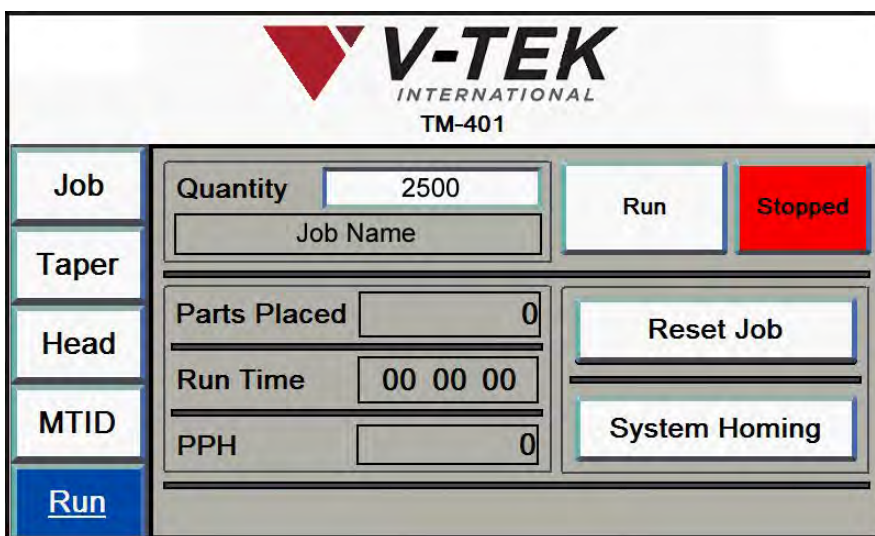 V-TEK
INTERNATIONAL
TM-401
Job
Taper
Head
MTID
Run
Quantity 2500
Job Name
Run Stopped
Parts Placed 0
Run Time 00 00 00
PPH 0
Reset Job
System Homing